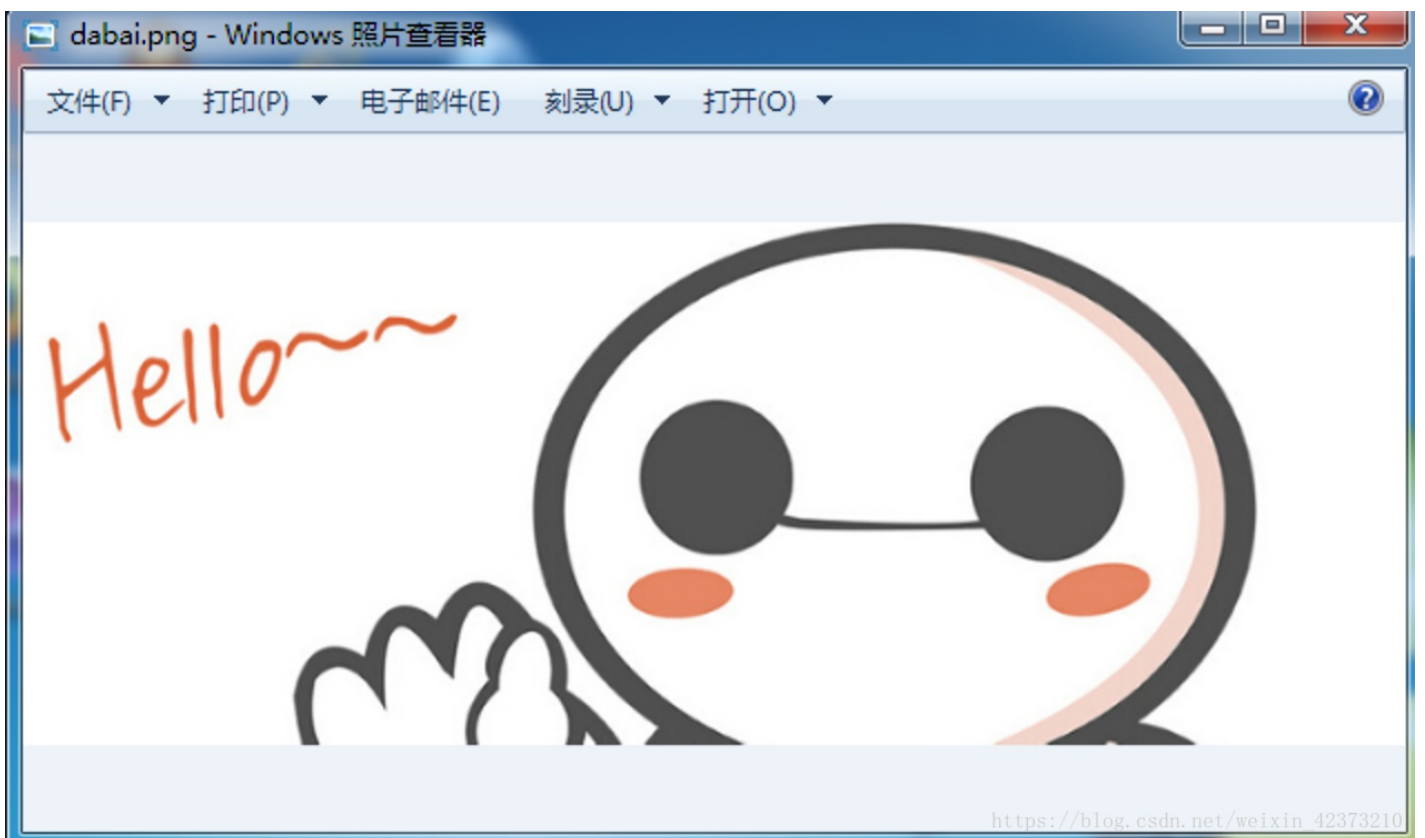 dabai.png - Windows 照片查看器
文件(F) 打印(P) 电子邮件(E) 刻录(U) 打开(O)
Hello~~
https://blog.csdn.net/weixin_42373210